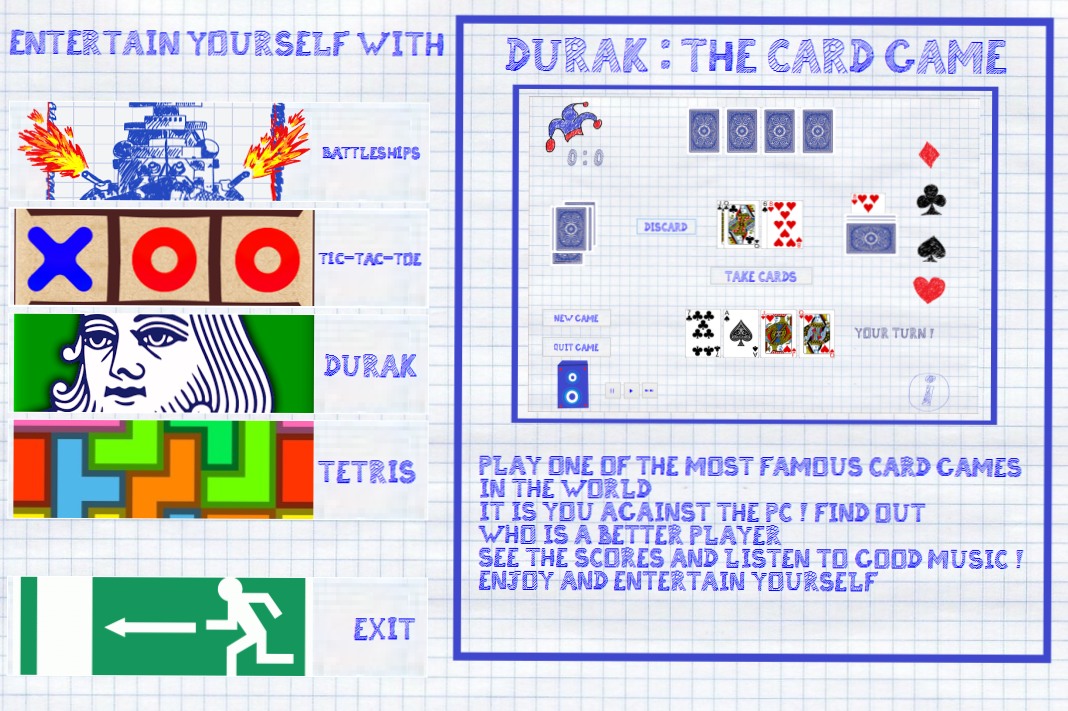 ENTERTAIN YOURSELF WITH
BATTLESHIPS
TIC-TAC-TOE
DURAK
TETRIS
EXIT
DURAK : THE CARD GAME
0:0
DISCARD
TAKE CARDS
NEW GAME
QUIT GAME
YOUR TURN !
PLAY ONE OF THE MOST FAMOUS CARD GAMES
IN THE WORLD
IT IS YOU AGAINST THE PC ! FIND OUT
WHO IS A BETTER PLAYER
SEE THE SCORES AND LISTEN TO GOOD MUSIC !
ENJOY AND ENTERTAIN YOURSELF